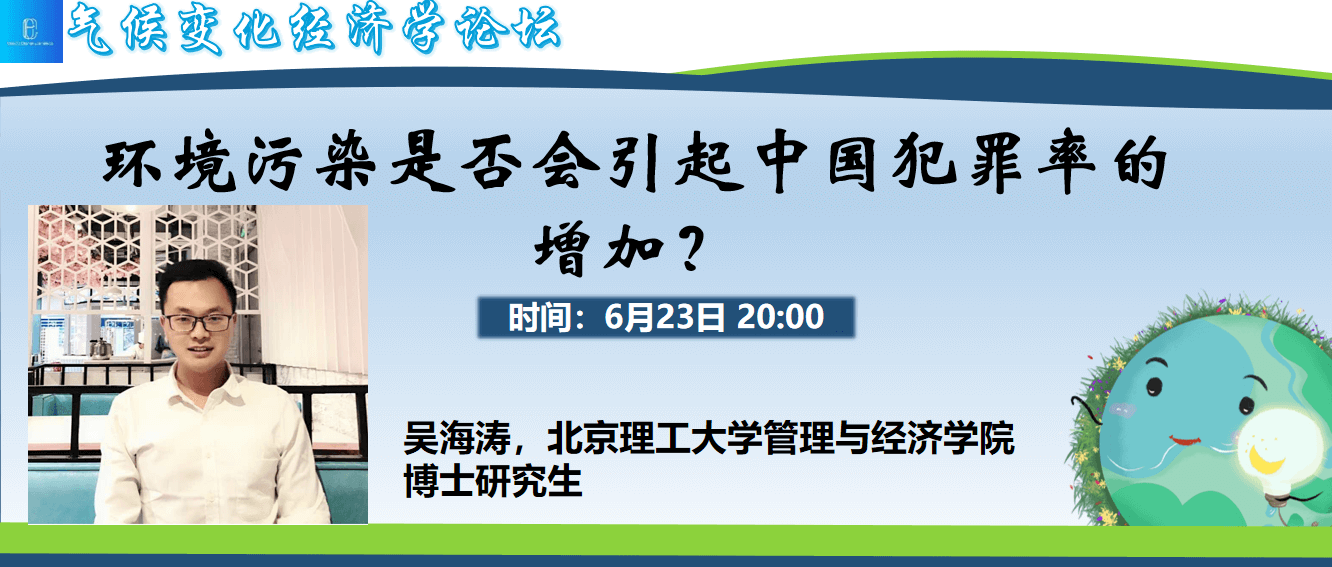 气候变化经济学论坛
环境污染是否会引起中国犯罪率的
增加？
时间：6月23日 20:00
吴海涛，北京理工大学管理与经济学院
博士研究生